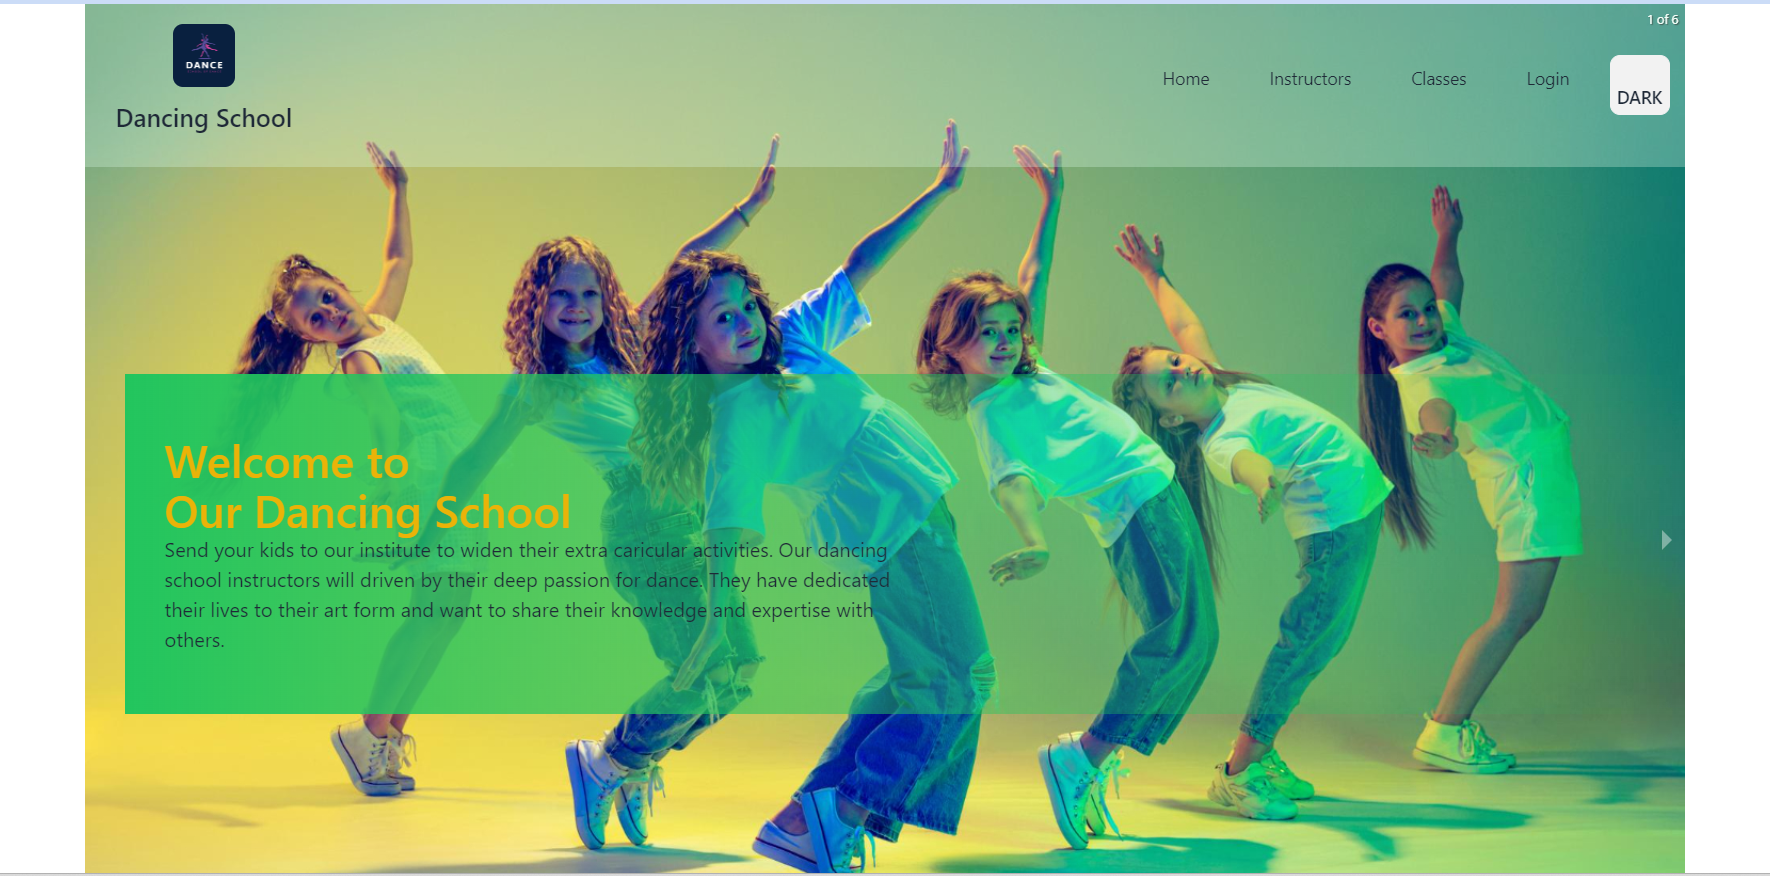 1 of 6
DANCE
Dancing School
Home
Instructors
Classes
Login
DARK
Welcome to
Our Dancing School
Send your kids to our institute to widen their extra caricular activities. Our dancing
school instructors will driven by their deep passion for dance. They have dedicated
their lives to their art form and want to share their knowledge and expertise with
others.